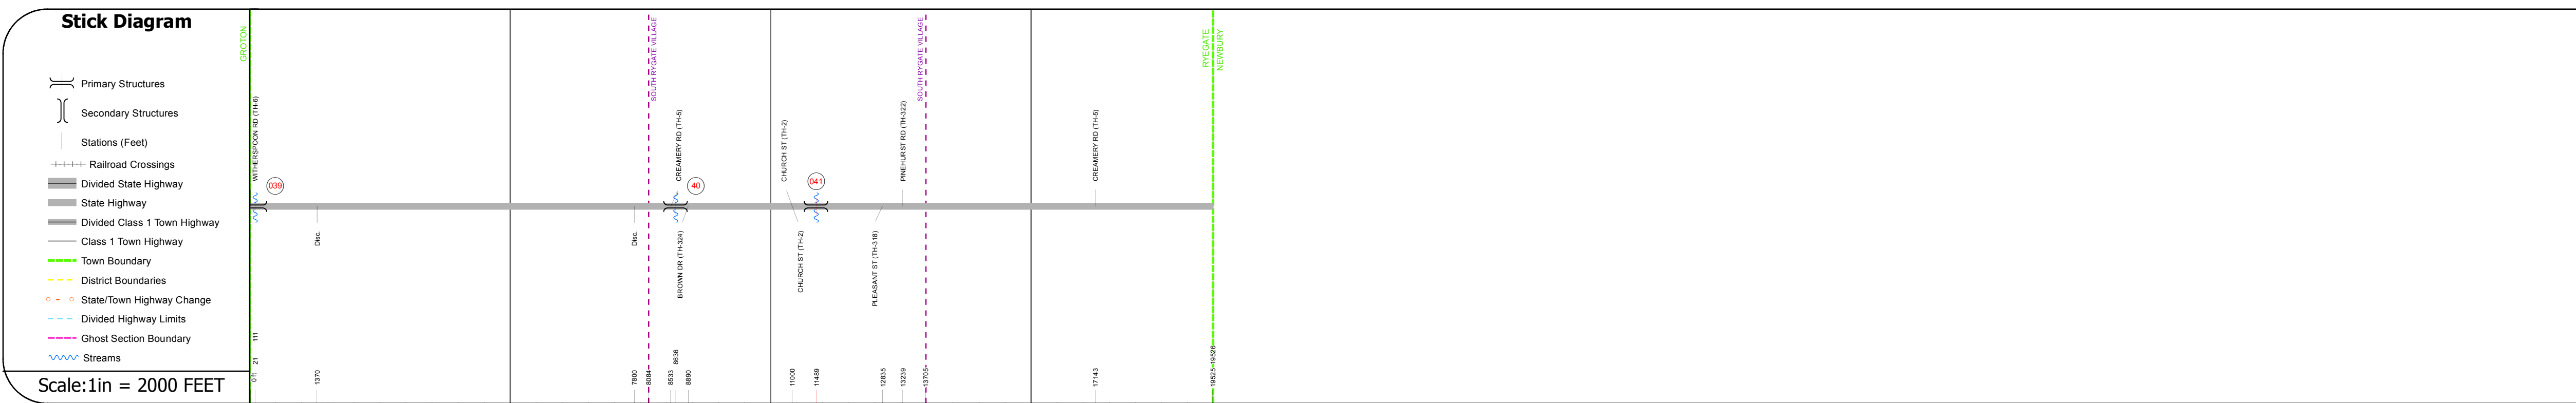 Stick Diagram
Primary Structures
Secondary Structures
Stations (Feet)
Railroad Crossings
Divided State Highway
State Highway
Divided Class 1 Town Highway
Class 1 Town Highway
Town Boundary
District Boundaries
State/Town Highway Change
Divided Highway Limits
Ghost Section Boundary
Streams
Scale:1in = 2000 FEET
GROTON
WITHERSPOON RD (TH-6)
039
Disc.
Disc.
SOUTH RYGATE VILLAGE
CREAMERY RD (TH-5)
40
BROWN DR (TH-324)
CHURCH ST (TH-2)
CHURCH ST (TH-2)
041
PLEASANT ST (TH-318)
PINEHURST RD (TH-322)
SOUTH RYGATE VILLAGE
CREAMERY RD (TH-5)
RYEGATE
NEWBURY
0 ft
21
111
1370
7800
8084
8533
8636
8890
11000
11489
12835
13239
13705
17143
19525
19526